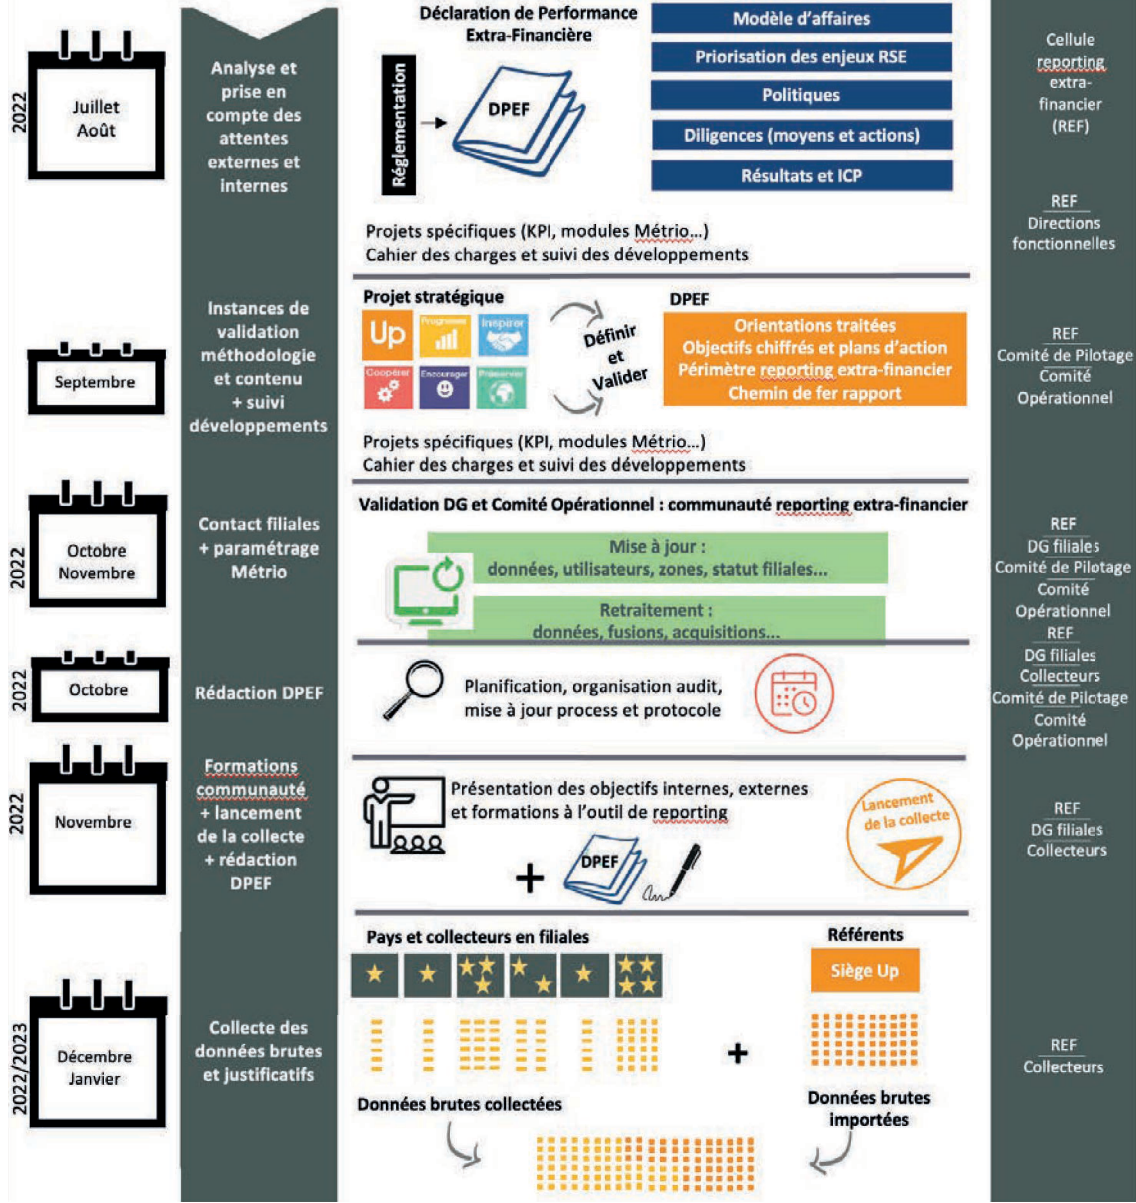 2022
Juillet
Août
Analyse et
prise en
compte des
attentes
externes et
internes
Déclaration de Performance
Extra-Financière
Réglementation
DPEF
Modèle d'affaires
Priorisation des enjeux RSE
Politiques
Diligences (moyens et actions)
Résultats et ICP
Projets spécifiques (KPI, modules Métrio...)
Cahier des charges et suivi des développements
Cellule
reporting
extra-
financier
(REF)
REF
Directions
fonctionnelles
Septembre
Instances de
validation
méthodologie
et contenu
+ suivi
développements
Projet stratégique
Up
Progresser
Inspirer
Coopérer
Encourager
Préserver
Définir
et
Valider
DPEF
Orientations traitées
Objectifs chiffrés et plans d'action
Périmètre reporting extra-financier
Chemin de fer rapport
Projets spécifiques (KPI, modules Métrio...)
Cahier des charges et suivi des développements
REF
Comité de Pilotage
Comité
Opérationnel
2022
Octobre
Novembre
Contact filiales
+ paramétrage
Métrio
Validation DG et Comité Opérationnel : communauté reporting extra-financier
Mise à jour :
données, utilisateurs, zones, statut filiales...
Retraitement :
données, fusions, acquisitions...
REF
DG filiales
Comité de Pilotage
Comité
Opérationnel
2022
Octobre
Rédaction DPEF
Planification, organisation audit,
mise à jour process et protocole
REF
DG filiales
Collecteurs
Comité de Pilotage
Comité
Opérationnel
2022
Novembre
Formations
communauté
+ lancement
de la collecte
+ rédaction
DPEF
Présentation des objectifs internes, externes
et formations à l'outil de reporting
+
DPEF
Lancement
de la collecte
REF
DG filiales
Collecteurs
2022/2023
Décembre
Janvier
Collecte des
données brutes
et justificatifs
Pays et collecteurs en filiales
Référents
Siège Up
+
Données brutes collectées
Données brutes
importées
REF
Collecteurs